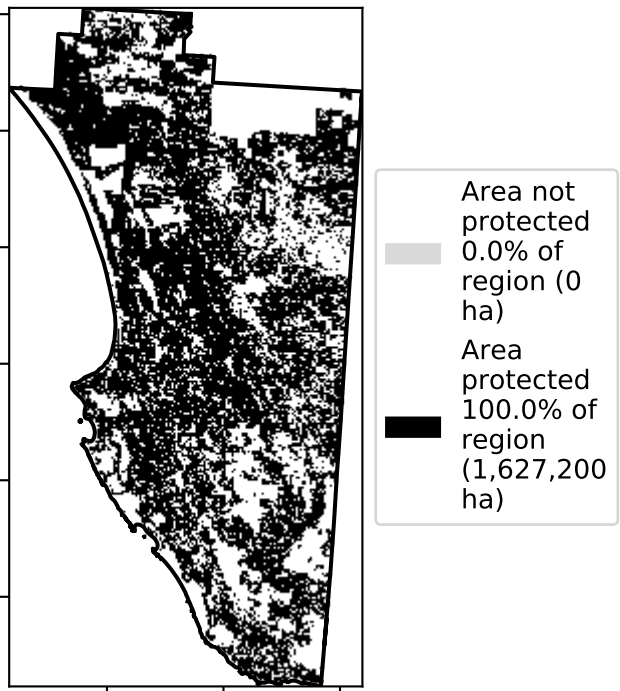 Area not
protected
0.0% of
region (0
ha)
Area
protected
100.0% of
region
(1,627,200
ha)